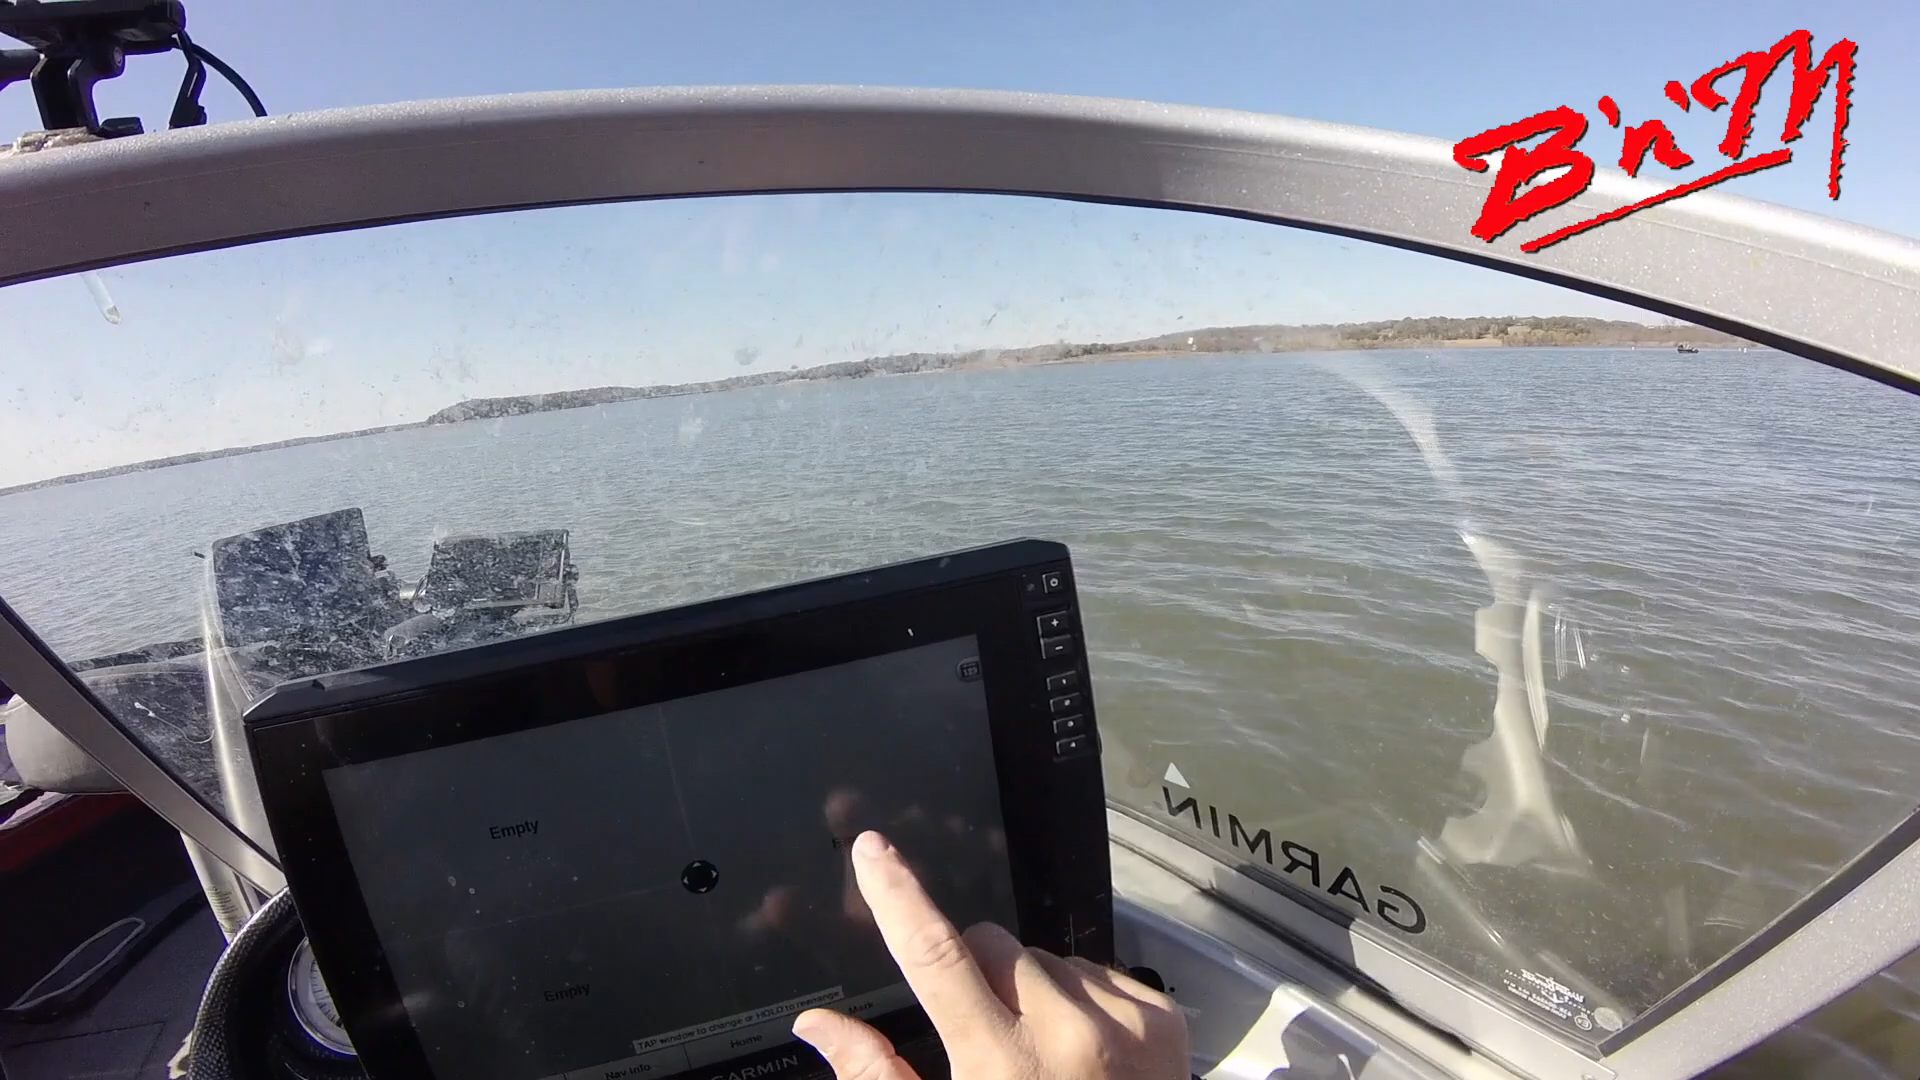 B'n'M
Empty
Empty
TAP window to change or HOLD to rearrange
Nav Info
Home
Mark
GARMIN
GARMIN